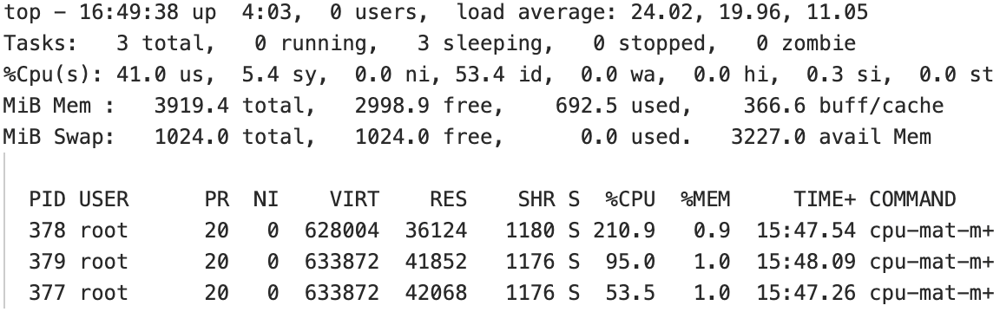 top - 16:49:38 up  4:03,  0 users,  load average: 24.02, 19.96, 11.05
Tasks:   3 total,   0 running,   3 sleeping,   0 stopped,   0 zombie
%Cpu(s): 41.0 us,  5.4 sy,  0.0 ni, 53.4 id,  0.0 wa,  0.0 hi,  0.3 si,  0.0 st
MiB Mem :   3919.4 total,   2998.9 free,    692.5 used,    366.6 buff/cache
MiB Swap:   1024.0 total,   1024.0 free,      0.0 used.   3227.0 avail Mem
  PID USER      PR  NI    VIRT    RES    SHR S  %CPU  %MEM     TIME+ COMMAND
  378 root      20   0  628004  36124   1180 S 210.9   0.9  15:47.54 cpu-mat-m+
  379 root      20   0  633872  41852   1176 S  95.0   1.0  15:48.09 cpu-mat-m+
  377 root      20   0  633872  42068   1176 S  53.5   1.0  15:47.26 cpu-mat-m+